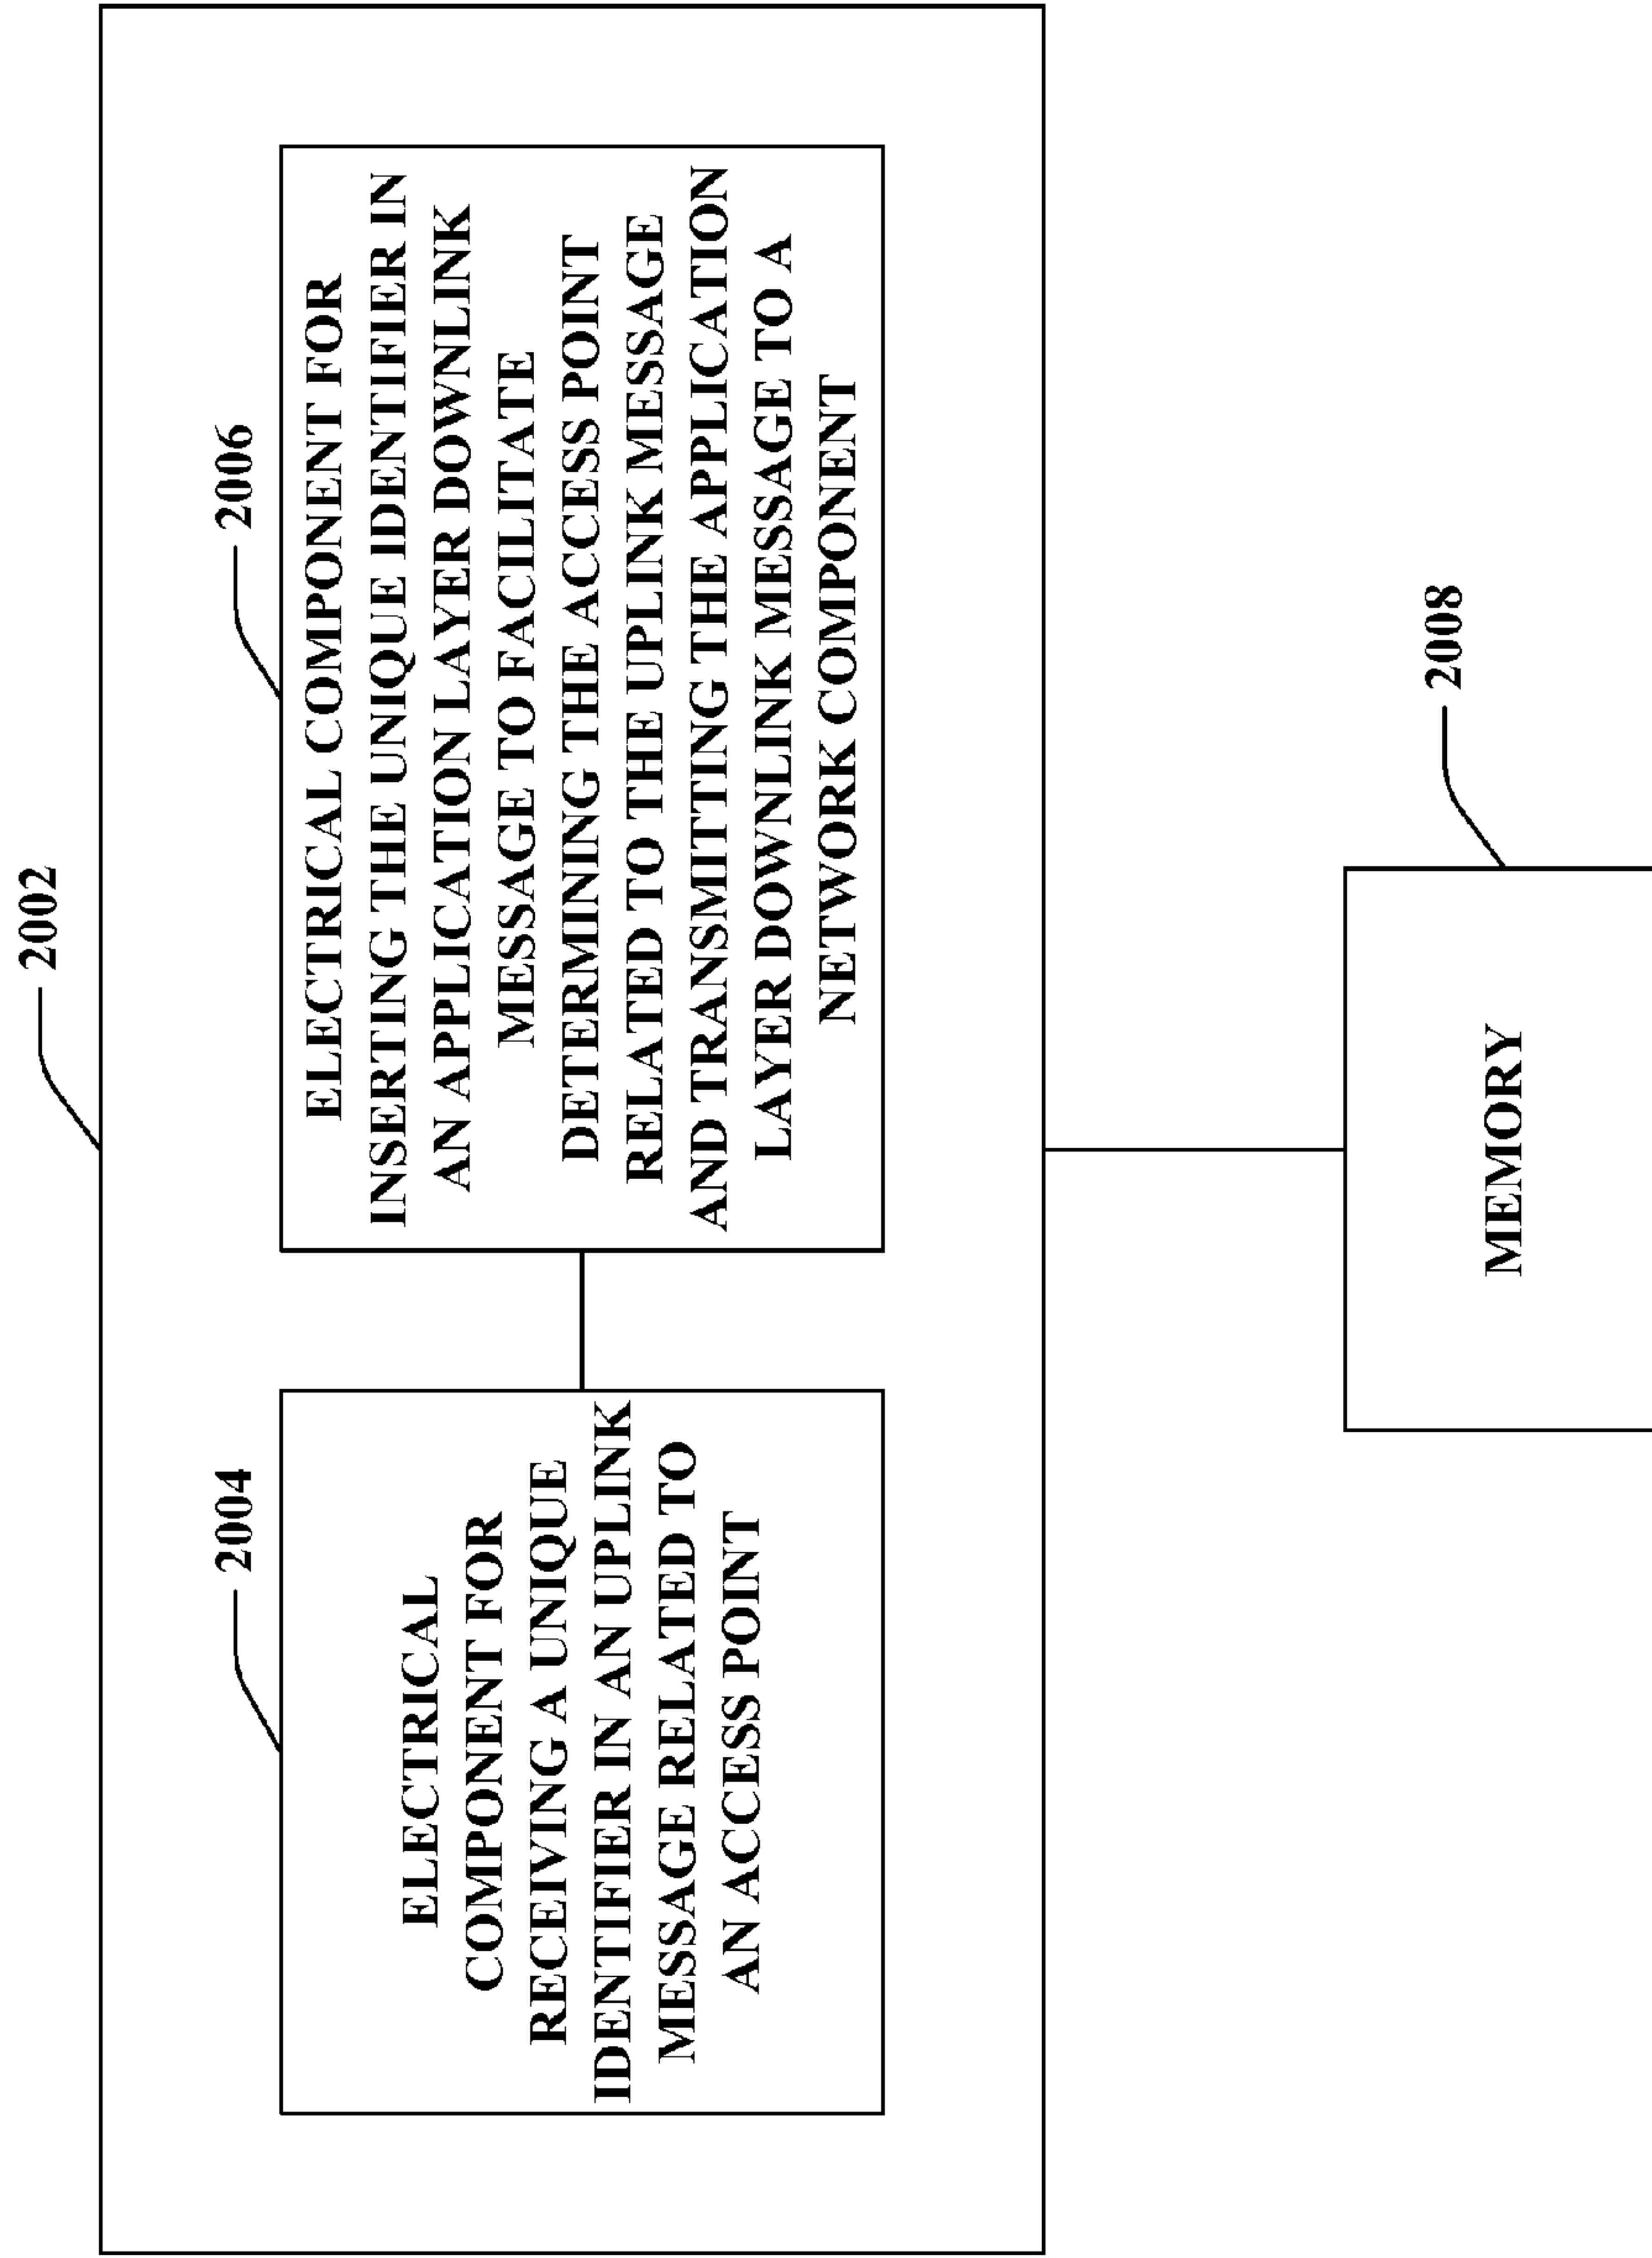 2002
2004
ELECTRICAL
COMPONENT FOR
RECEIVING A UNIQUE
IDENTIFIER IN AN UPLINK
MESSAGE RELATED TO
AN ACCESS POINT
2006
ELECTRICAL COMPONENT FOR
INSERTING THE UNIQUE IDENTIFIER IN
AN APPLICATION LAYER DOWNLINK
MESSAGE TO FACILITATE
DETERMINING THE ACCESS POINT
RELATED TO THE UPLINK MESSAGE
AND TRANSMITTING THE APPLICATION
LAYER DOWNLINK MESSAGE TO A
NETWORK COMPONENT
2008
MEMORY